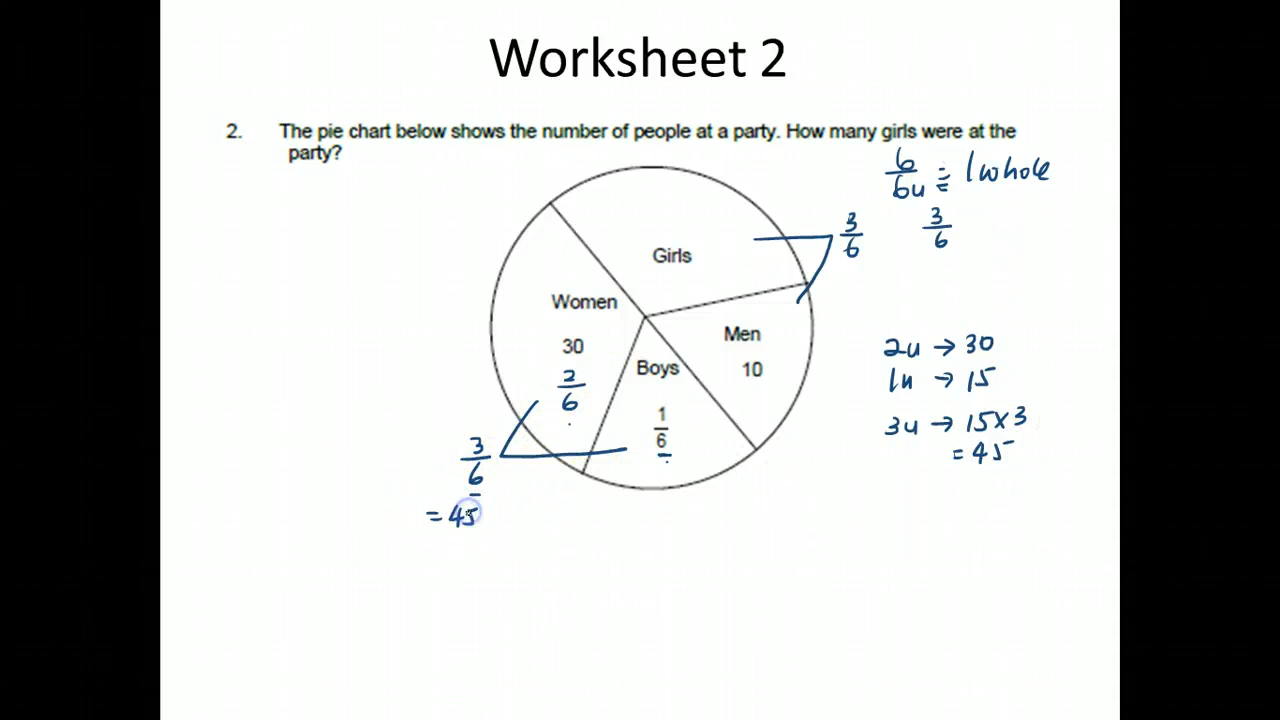 Worksheet 2
2. The pie chart below shows the number of people at a party. How many girls were at the
party?
6/6u = 1 whole
3/6 3/6
Girls
Women
30
2/6
Men
10
Boys
1/6
2u → 30
1u → 15
3u → 15×3
= 45
3/6
= 45